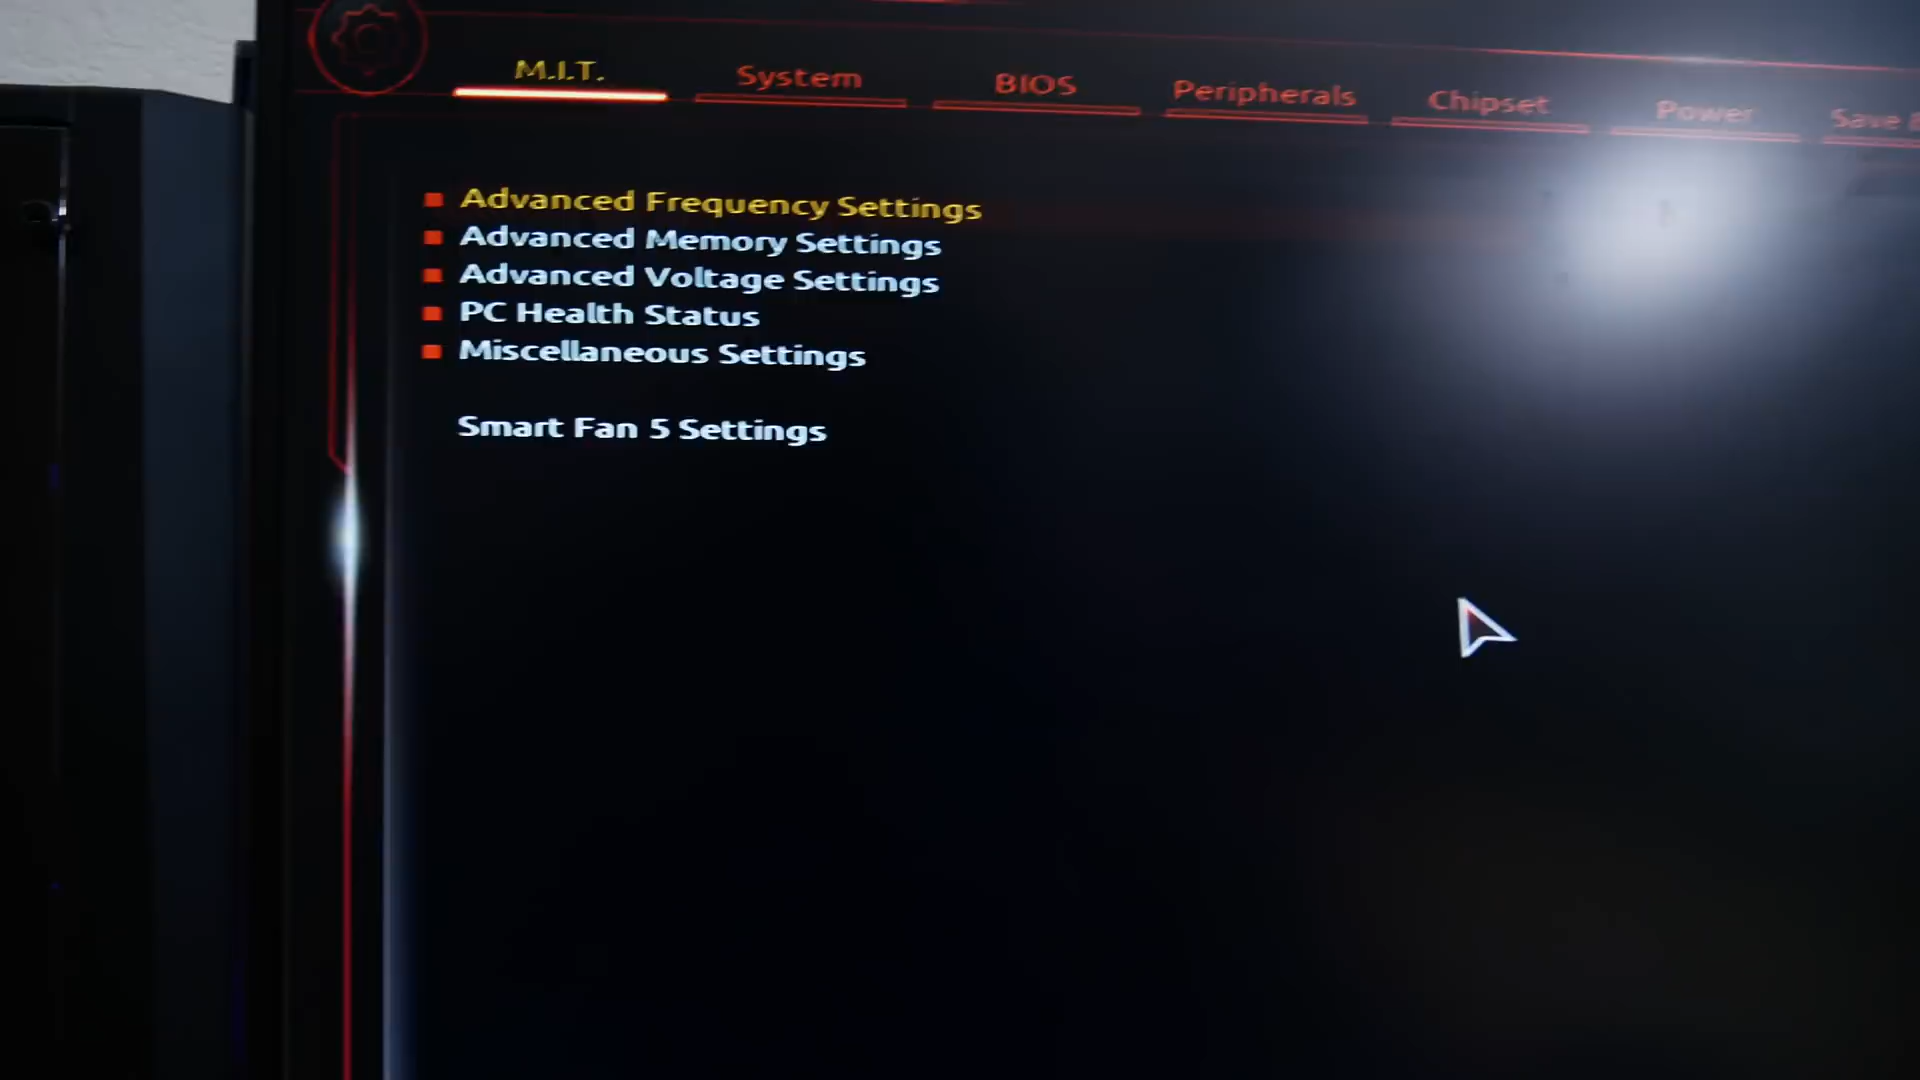 M.I.T. System BIOS Peripherals Chipset Power Save
Advanced Frequency Settings
Advanced Memory Settings
Advanced Voltage Settings
PC Health Status
Miscellaneous Settings
Smart Fan 5 Settings